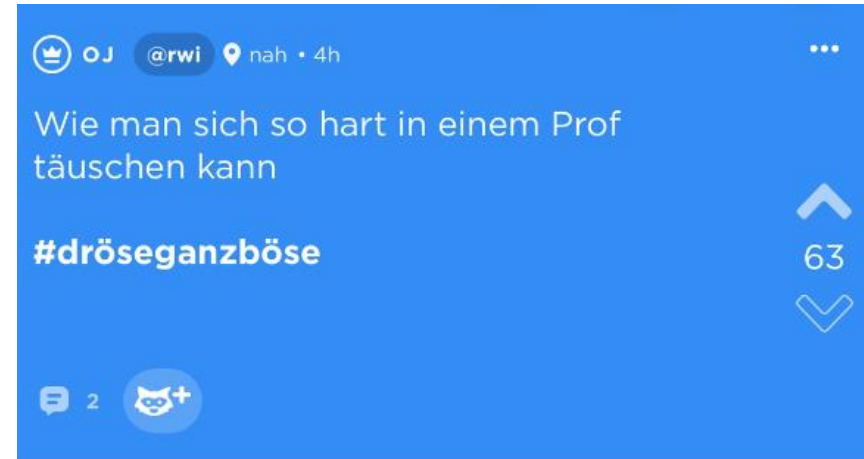 OJ @rwi nah • 4h
Wie man sich so hart in einem Prof
täuschen kann
#dröseganzböse
63
2